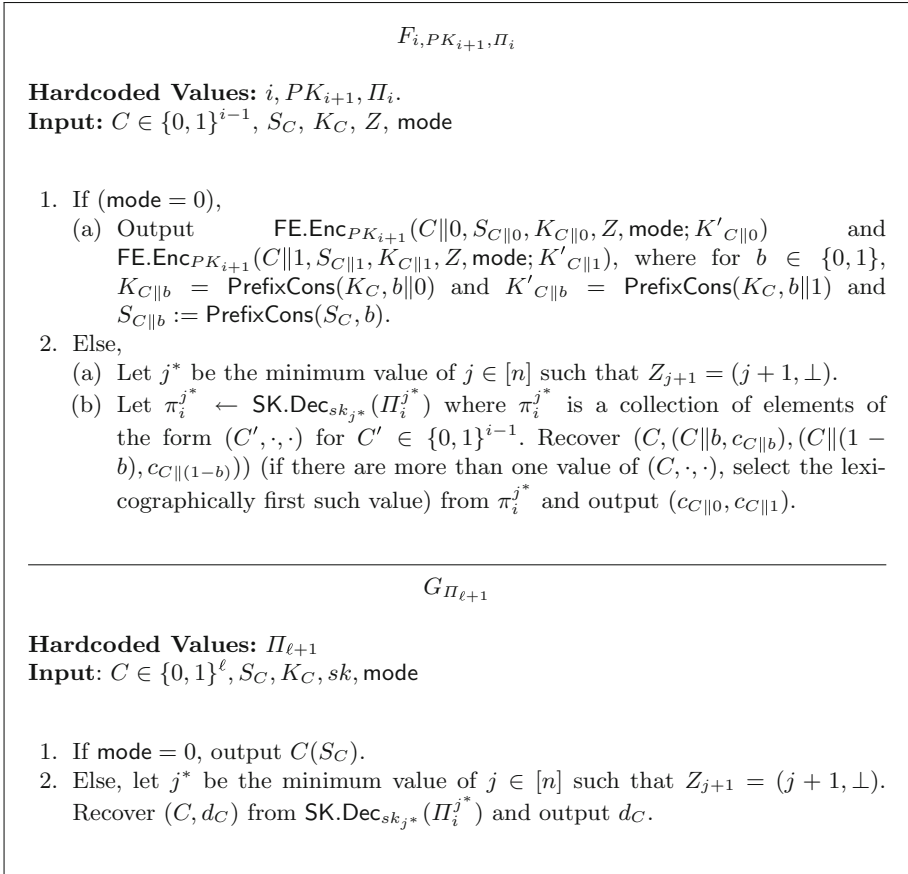 F_{i,PK_{i+1},Π_i}
Hardcoded Values: i, PK_{i+1}, Π_i.
Input: C ∈ {0, 1}^{i−1}, S_C, K_C, Z, mode
1. If (mode = 0),
(a) Output FE.Enc_{PK_{i+1}}(C‖0, S_{C‖0}, K_{C‖0}, Z, mode; K'_{C‖0}) and
FE.Enc_{PK_{i+1}}(C‖1, S_{C‖1}, K_{C‖1}, Z, mode; K'_{C‖1}), where for b ∈ {0, 1},
K_{C‖b} = PrefixCons(K_C, b‖0) and K'_{C‖b} = PrefixCons(K_C, b‖1) and
S_{C‖b} := PrefixCons(S_C, b).
2. Else,
(a) Let j* be the minimum value of j ∈ [n] such that Z_{j+1} = (j + 1, ⊥).
(b) Let π_i^{j*} ← SK.Dec_{sk_{j*}}(Π_i^{j*}) where π_i^{j*} is a collection of elements of
the form (C', ·, ·) for C' ∈ {0, 1}^{i−1}. Recover (C, (C‖b, c_{C‖b}), (C‖(1 −
b), c_{C‖(1−b)})) (if there are more than one value of (C, ·, ·), select the lexi-
cographically first such value) from π_i^{j*} and output (c_{C‖0}, c_{C‖1}).
G_{Π_{ℓ+1}}
Hardcoded Values: Π_{ℓ+1}
Input: C ∈ {0, 1}^ℓ, S_C, K_C, sk, mode
1. If mode = 0, output C(S_C).
2. Else, let j* be the minimum value of j ∈ [n] such that Z_{j+1} = (j + 1, ⊥).
Recover (C, d_C) from SK.Dec_{sk_{j*}}(Π_i^{j*}) and output d_C.